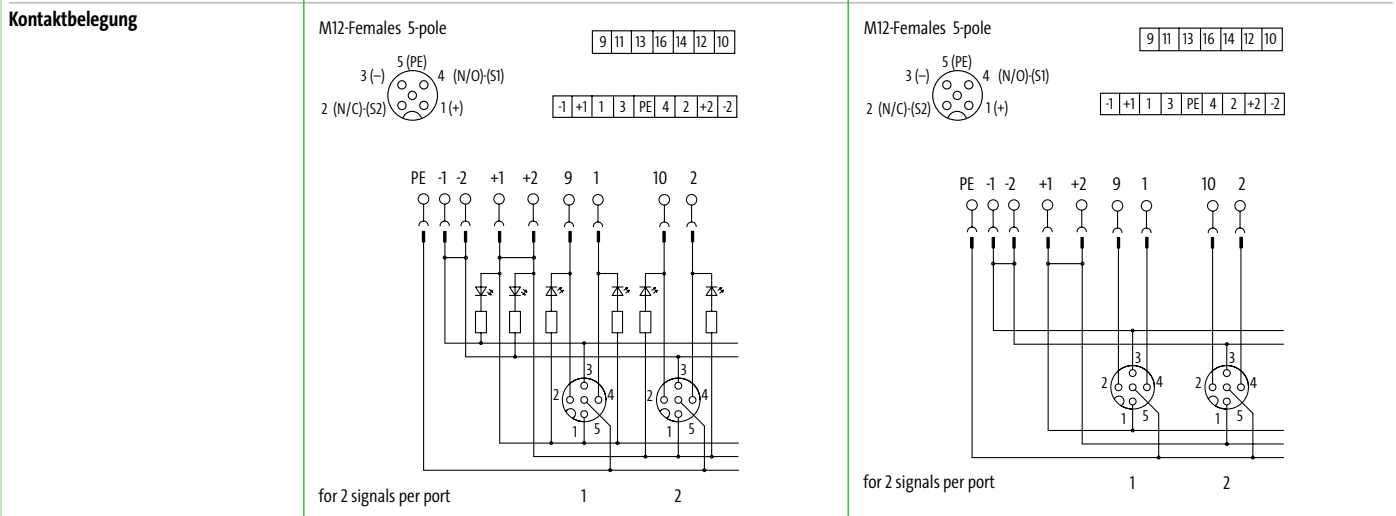 Kontaktbelegung
M12-Females 5-pole
9 11 13 16 14 12 10
5 (PE)
3 (–) 4 (N/O)-(S1)
2 (N/C)-(S2) 1 (+)
-1 +1 1 3 PE 4 2 +2 -2
PE -1 -2 +1 +2 9 1 10 2
3 3
2 4 2 4
1 5 1 5
for 2 signals per port 1 2
M12-Females 5-pole
9 11 13 16 14 12 10
5 (PE)
3 (–) 4 (N/O)-(S1)
2 (N/C)-(S2) 1 (+)
-1 +1 1 3 PE 4 2 +2 -2
PE -1 -2 +1 +2 9 1 10 2
3 3
2 4 2 4
1 5 1 5
for 2 signals per port 1 2